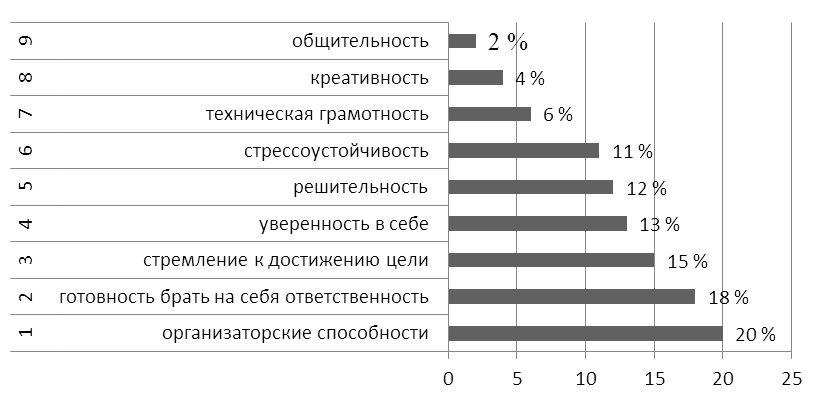 9 общительность 2 %
8 креативность 4 %
7 техническая грамотность 6 %
6 стрессоустойчивость 11 %
5 решительность 12 %
4 уверенность в себе 13 %
3 стремление к достижению цели 15 %
2 готовность брать на себя ответственность 18 %
1 организаторские способности 20 %
0 5 10 15 20 25